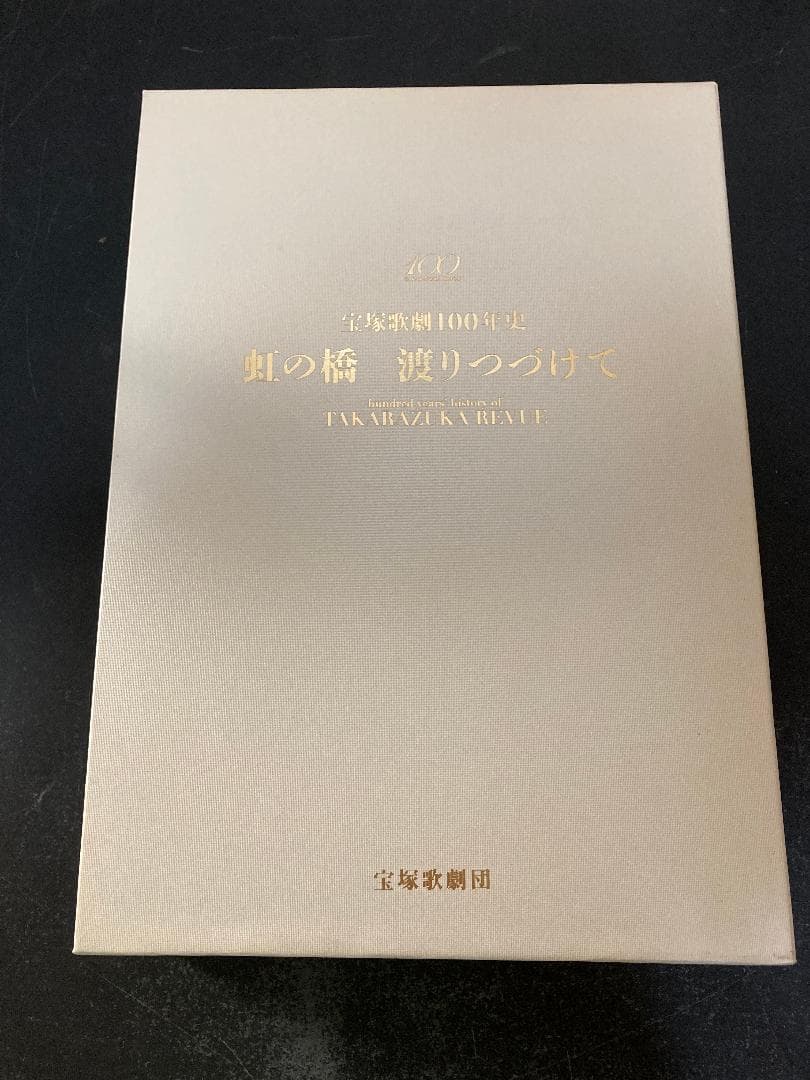 100
宝塚歌劇100年史
虹の橋 渡りつづけて
hundred years history of
TAKARAZUKA REVUE
宝塚歌劇団